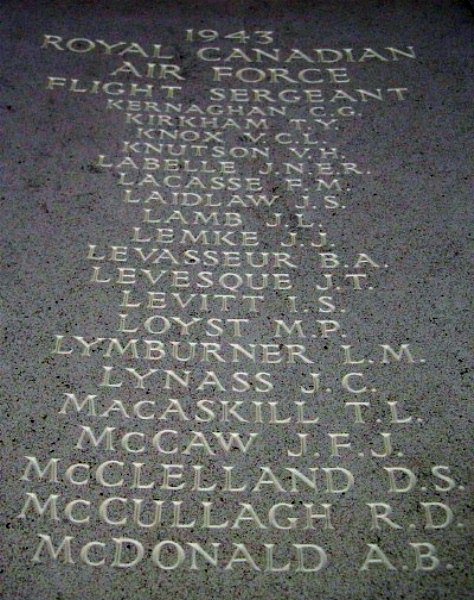 1943
ROYAL CANADIAN
AIR FORCE
FLIGHT SERGEANT
KERNAGHAN C.G.
KIRKHAM T.Y.
KNOX V.C.L.
KNUTSON V.H.
LABELLE J.N.E.R.
LACASSE F.M.
LAIDLAW J.S.
LAMB J.L.
LEMKE J.J.
LEVASSEUR B.A.
LEVESQUE J.T.
LEVITT I.S.
LOYST M.P.
LYMBURNER L.M.
LYNASS J.C.
MACASKILL T.L.
McCAW J.F.J.
McCLELLAND D.S.
McCULLAGH R.D.
McDONALD A.B.